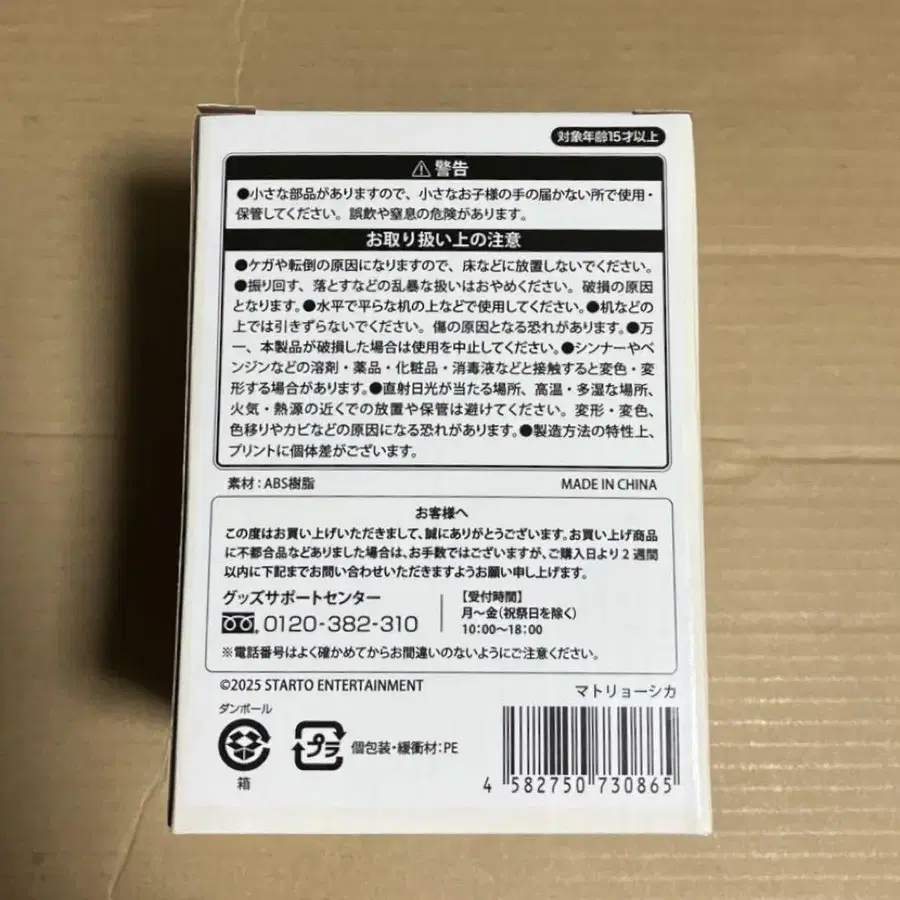 対象年齢15才以上
⚠ 警告
●小さな部品がありますので、小さなお子様の手の届かない所で使用・
保管してください。誤飲や窒息の危険があります。
お取り扱い上の注意
●ケガや転倒の原因になりますので、床などに放置しないでください。
●振り回す、落とすなどの乱暴な扱いはおやめください。破損の原因
となります。●水平で平らな机の上などで使用してください。●机などの
上では引きずらないでください。傷の原因となる恐れがあります。●万
一、本製品が破損した場合は使用を中止してください。●シンナーやベ
ンジンなどの溶剤・薬品・化粧品・消毒液などと接触すると変色・変
形する場合があります。●直射日光が当たる場所、高温・多湿な場所、
火気・熱源の近くでの放置や保管は避けてください。変形・変色、
色移りやカビなどの原因になる恐れがあります。●製造方法の特性上、
プリントに個体差がございます。
素材：ABS樹脂 MADE IN CHINA
お客様へ
この度はお買い上げいただきまして、誠にありがとうございます。お買い上げ商品
に不都合品などありました場合は、お手数ではございますが、ご購入日より2週間
以内に下記までお問い合わせいただきますようお願い申し上げます。
グッズサポートセンター
0120-382-310
【受付時間】
月〜金(祝祭日を除く)
10:00〜18:00
※電話番号はよく確かめてからお間違いのないようにご注意ください。
©2025 STARTO ENTERTAINMENT
マトリョーシカ
ダンボール
箱
プラ
個包装・緩衝材：PE
4 582750 730865